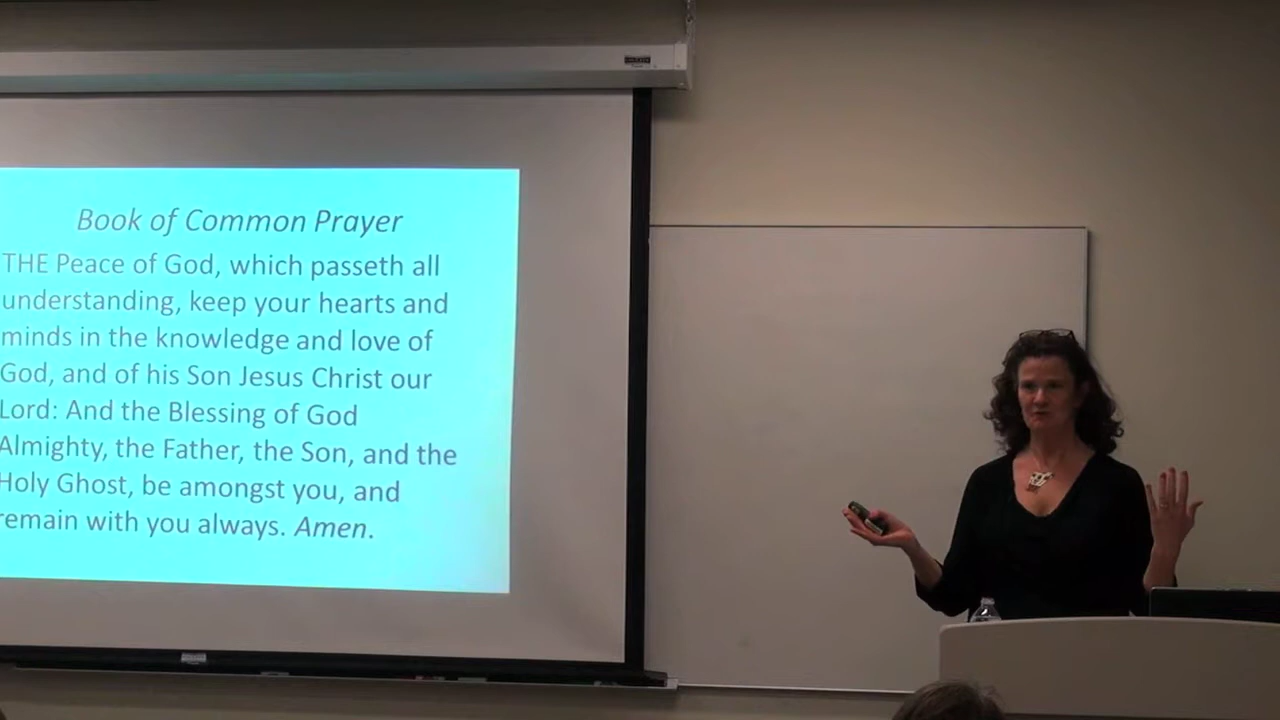 Book of Common Prayer
THE Peace of God, which passeth all
understanding, keep your hearts and
minds in the knowledge and love of
God, and of his Son Jesus Christ our
Lord: And the Blessing of God
Almighty, the Father, the Son, and the
Holy Ghost, be amongst you, and
remain with you always. Amen.